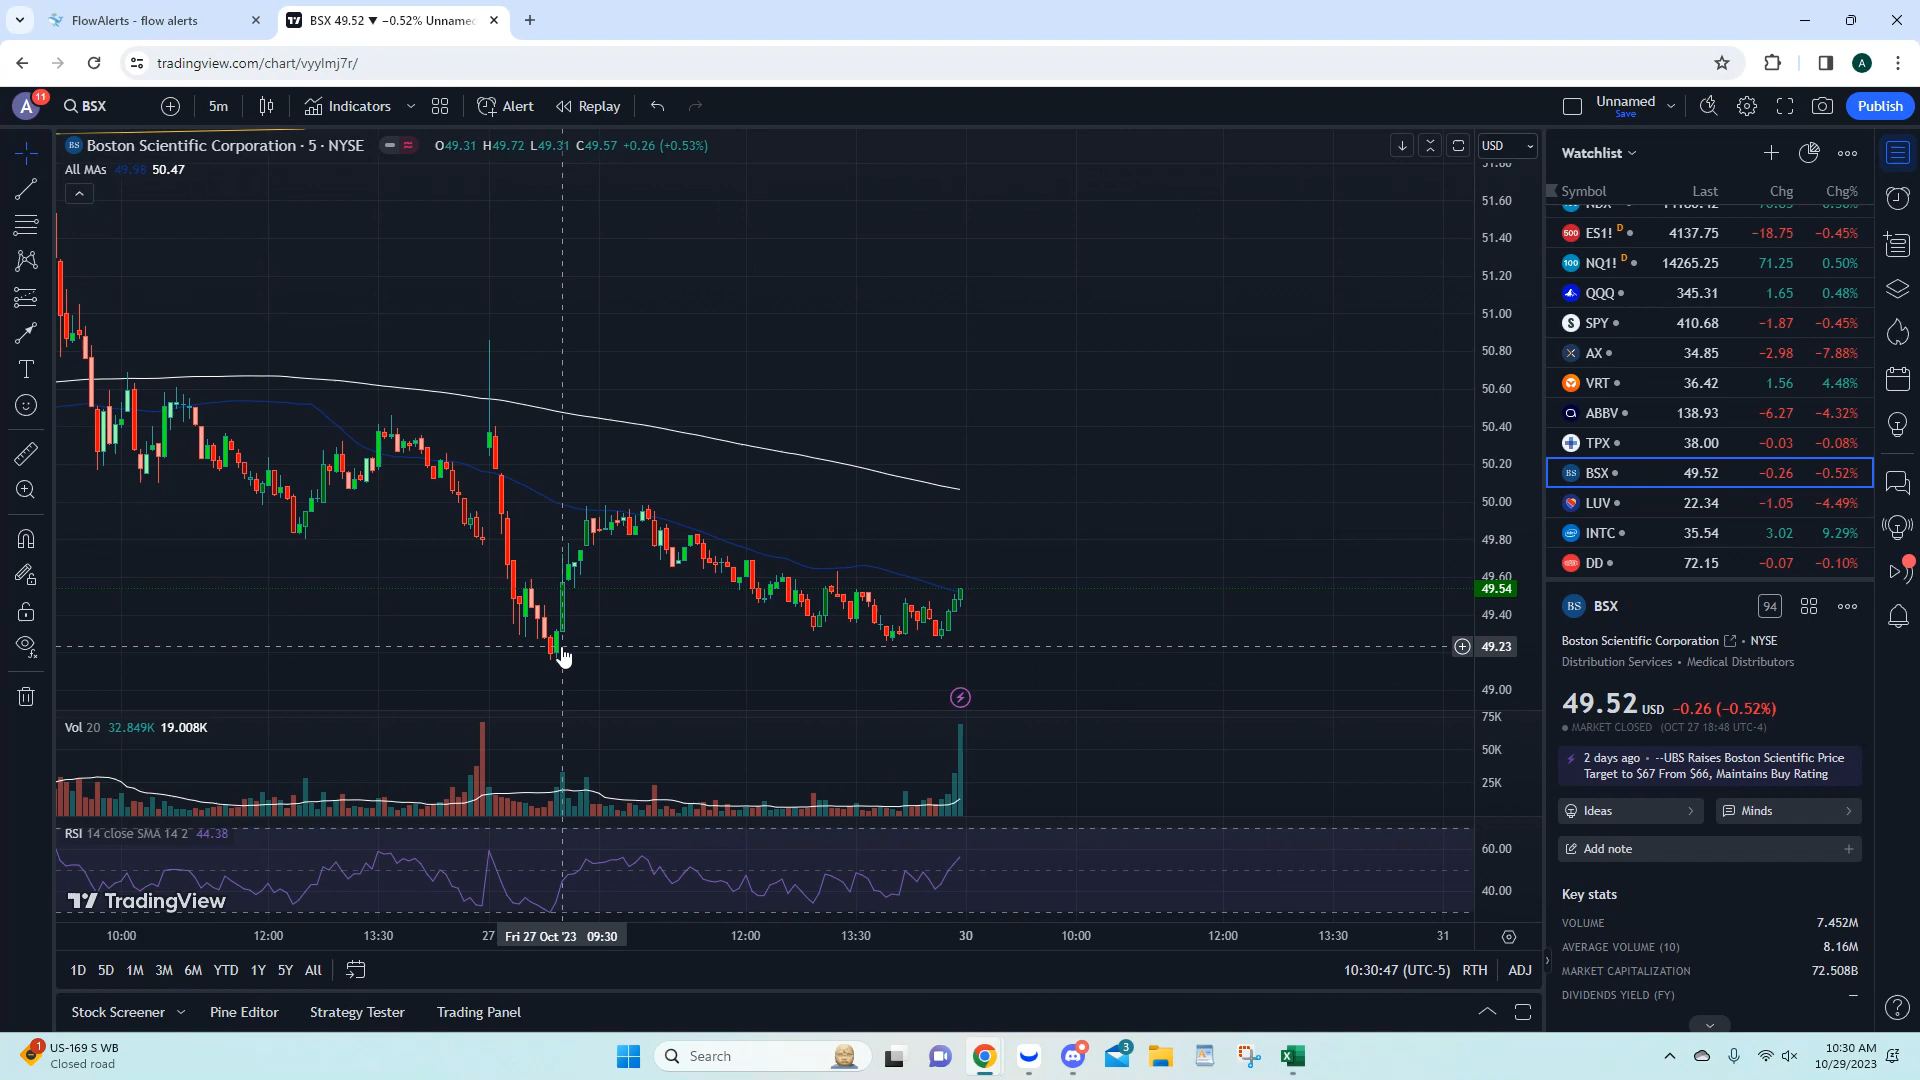 FlowAlerts - flow alerts
BSX 49.52 ▼ −0.52% Unname
tradingview.com/chart/vyylmj7r/
A
A
11
BSX
5m
Indicators
Alert
Replay
Unnamed
Save
Publish
BS Boston Scientific Corporation · 5 · NYSE
O49.31 H49.72 L49.31 C49.57 +0.26 (+0.53%)
USD
All MAs 49.98 50.47
51.60
51.40
51.20
51.00
50.80
50.60
50.40
50.20
50.00
49.80
49.60
49.54
49.40
49.23
49.00
Vol 20 32.849K 19.008K
75K
50K
25K
RSI 14 close SMA 14 2 44.38
60.00
40.00
TradingView
10:00 12:00 13:30 27 Fri 27 Oct '23 09:30 12:00 13:30 30 10:00 12:00 13:30 31
1D 5D 1M 3M 6M YTD 1Y 5Y All
10:30:47 (UTC-5) RTH ADJ
Stock Screener Pine Editor Strategy Tester Trading Panel
Watchlist
Symbol Last Chg Chg%
500 ES1! D 4137.75 −18.75 −0.45%
100 NQ1! D 14265.25 71.25 0.50%
QQQ 345.31 1.65 0.48%
SPY 410.68 −1.87 −0.45%
AX 34.85 −2.98 −7.88%
VRT 36.42 1.56 4.48%
ABBV 138.93 −6.27 −4.32%
TPX 38.00 −0.03 −0.08%
BS BSX 49.52 −0.26 −0.52%
LUV 22.34 −1.05 −4.49%
INTC 35.54 3.02 9.29%
DD 72.15 −0.07 −0.10%
BS BSX
94
Boston Scientific Corporation · NYSE
Distribution Services • Medical Distributors
49.52 USD −0.26 (−0.52%)
MARKET CLOSED (OCT 27 18:48 UTC-4)
2 days ago • --UBS Raises Boston Scientific Price
Target to $67 From $66, Maintains Buy Rating
Ideas
Minds
Add note
Key stats
VOLUME 7.452M
AVERAGE VOLUME (10) 8.16M
MARKET CAPITALIZATION 72.508B
DIVIDENDS YIELD (FY) —
1
US-169 S WB
Closed road
Search
3
10:30 AM
10/29/2023